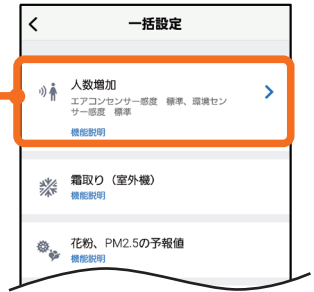 一括設定
人数増加
エアコンセンサー感度　標準、環境セン
サー感度　標準
機能説明
霜取り（室外機）
機能説明
花粉、PM2.5の予報値
機能説明